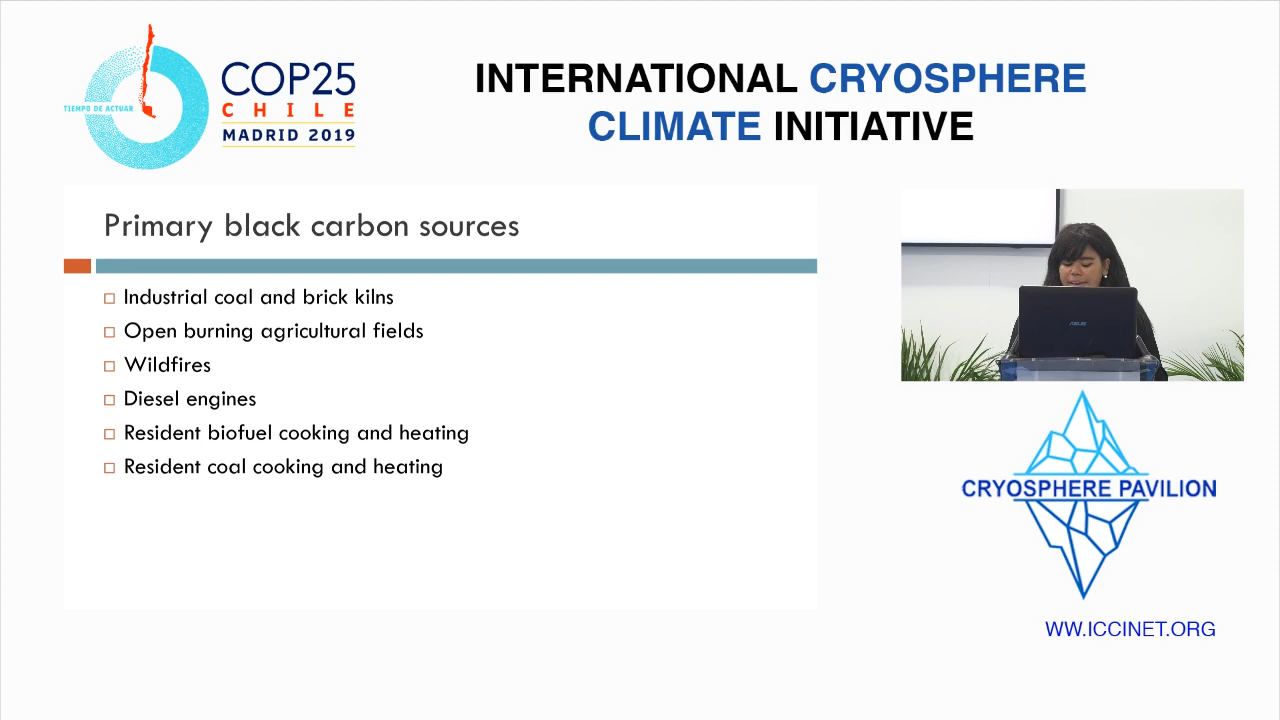 TIEMPO DE ACTUAR
COP25
CHILE
MADRID 2019
INTERNATIONAL CRYOSPHERE
CLIMATE INITIATIVE
Primary black carbon sources
Industrial coal and brick kilns
Open burning agricultural fields
Wildfires
Diesel engines
Resident biofuel cooking and heating
Resident coal cooking and heating
ASUS
CRYOSPHERE PAVILION
WW.ICCINET.ORG